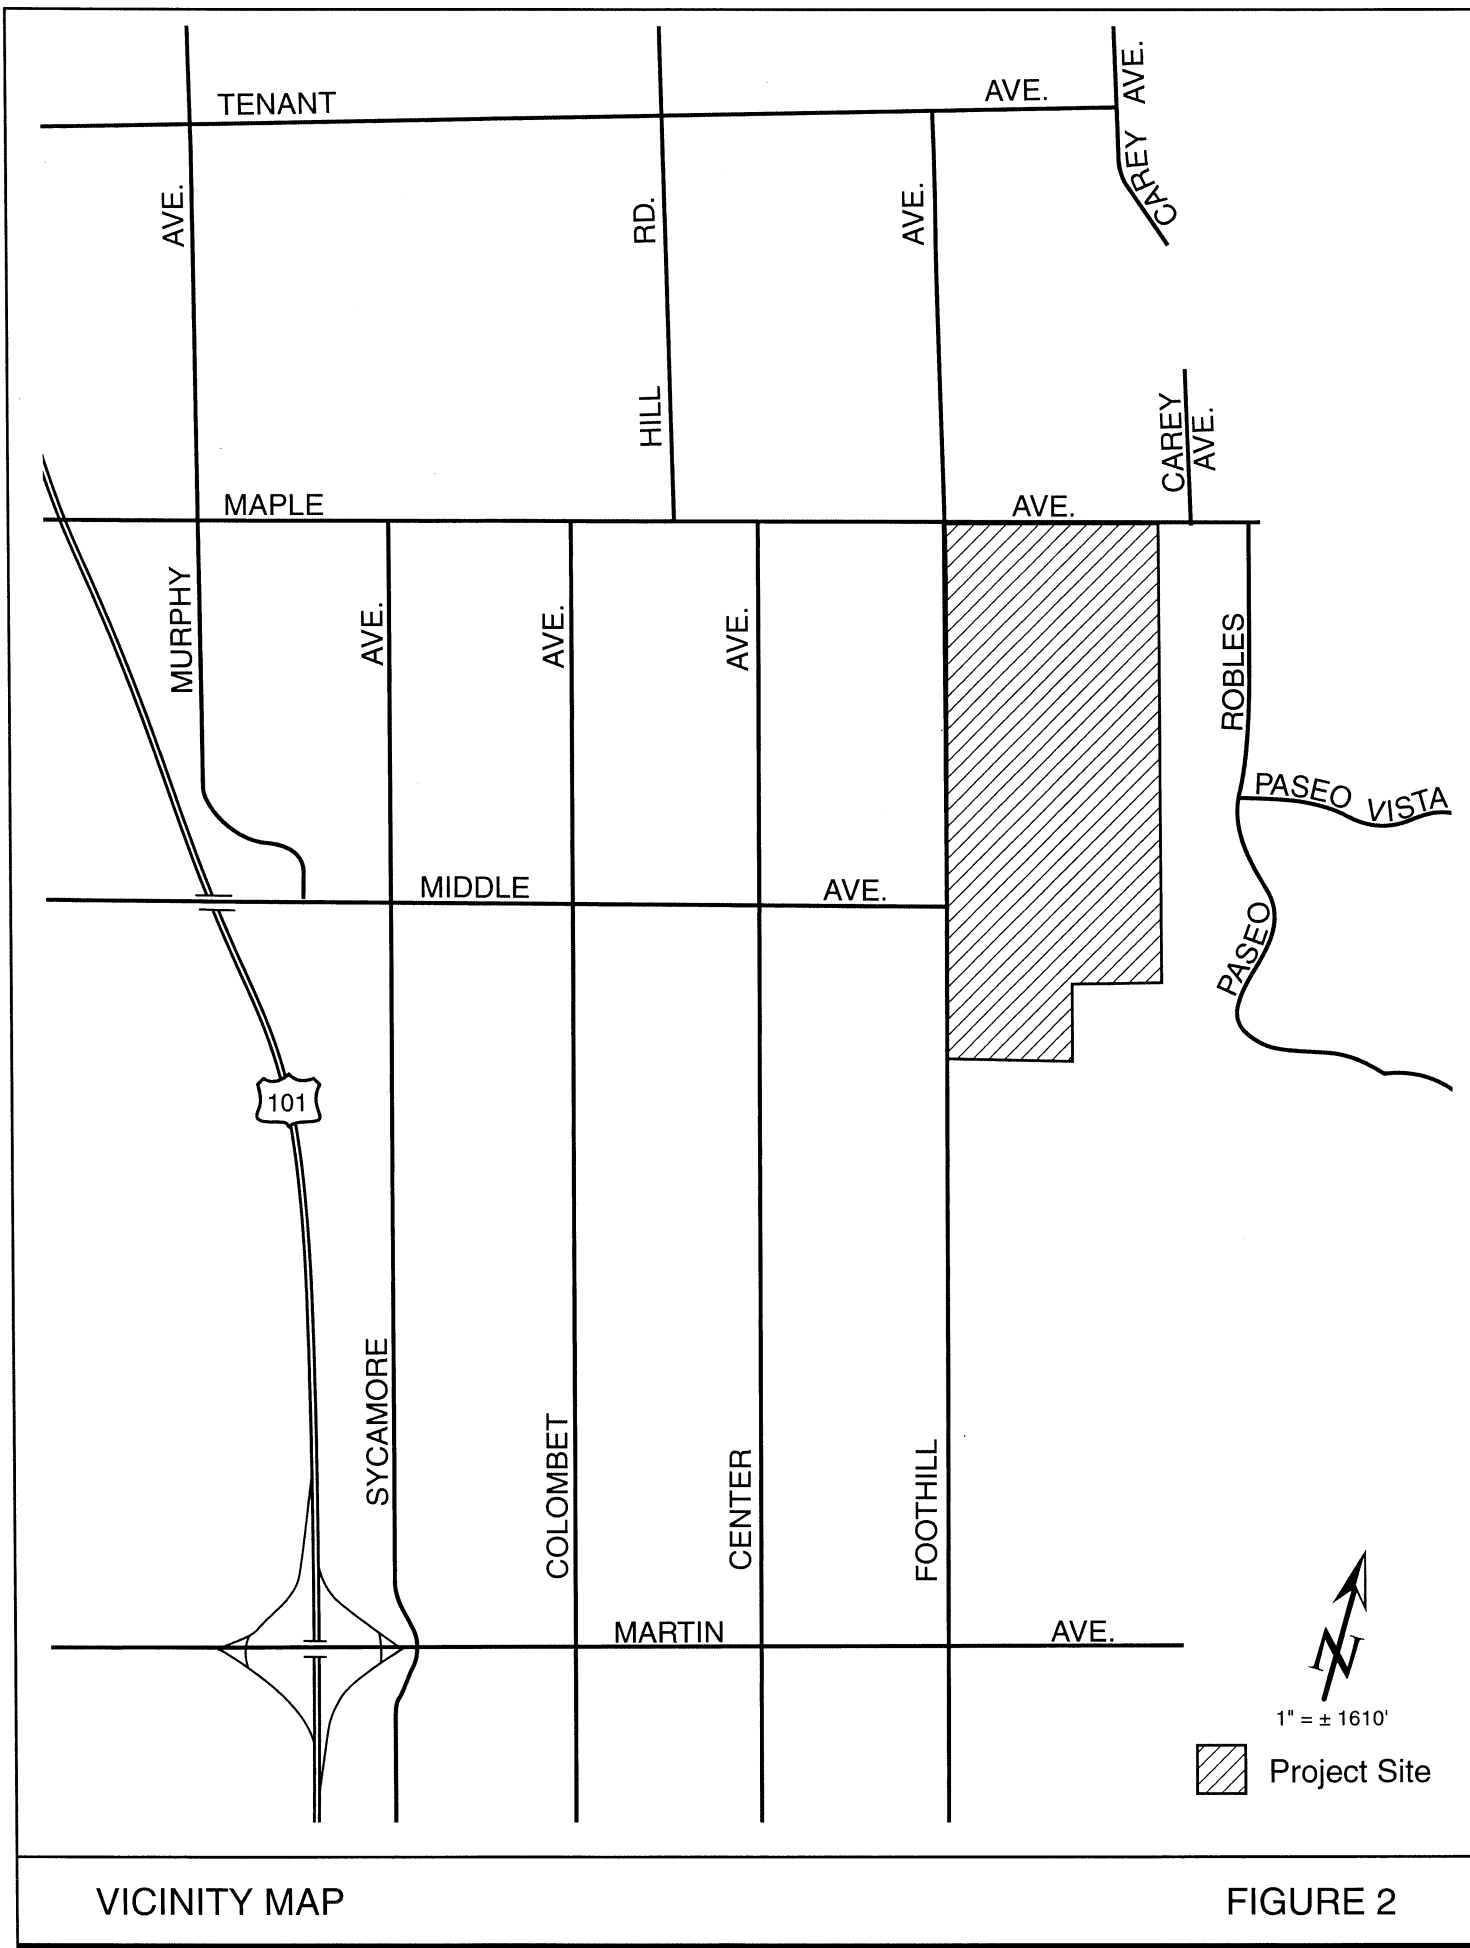 TENANT AVE.
CAREY AVE.
AVE.
RD.
AVE.
HILL
CAREY
AVE.
MAPLE AVE.
MURPHY
AVE.
AVE.
AVE.
ROBLES
PASEO VISTA
MIDDLE AVE.
PASEO
101
SYCAMORE
COLOMBET
CENTER
FOOTHILL
MARTIN AVE.
N
1" = ± 1610'
Project Site
VICINITY MAP
FIGURE 2